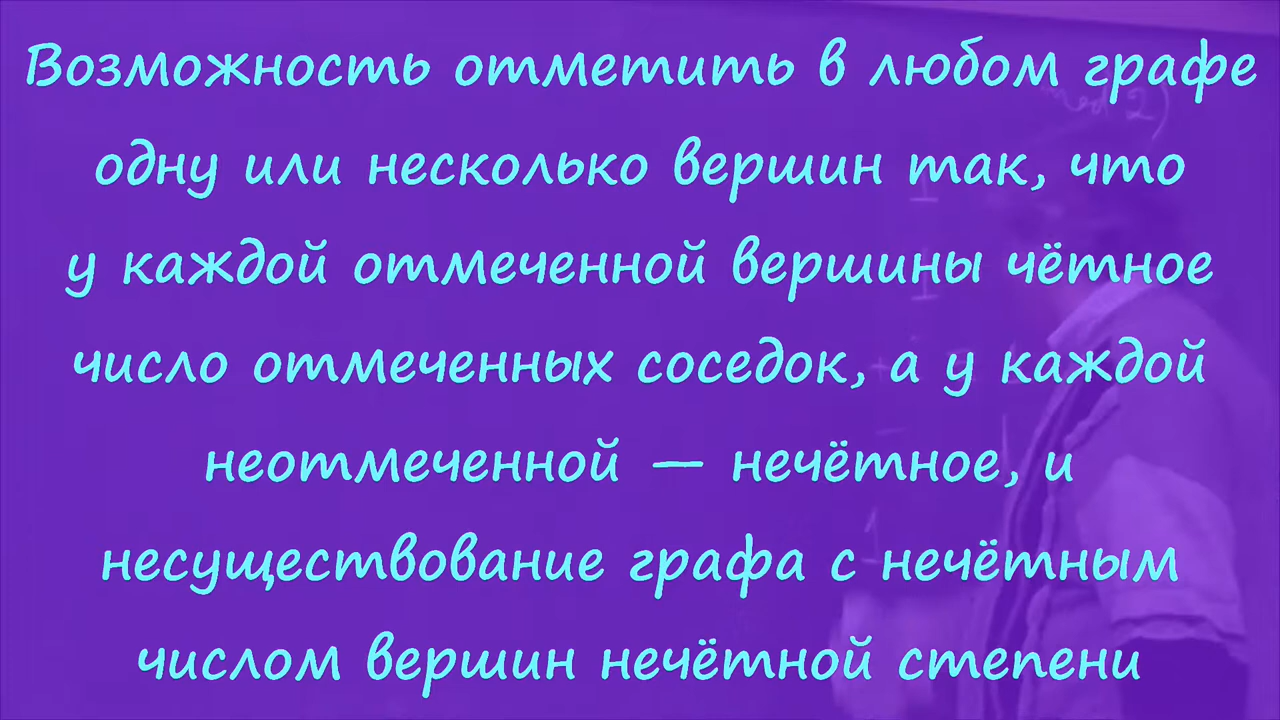 Возможность отметить в любом графе
одну или несколько вершин так, что
у каждой отмеченной вершины чётное
число отмеченных соседок, а у каждой
неотмеченной — нечётное, и
несуществование графа с нечётным
числом вершин нечётной степени